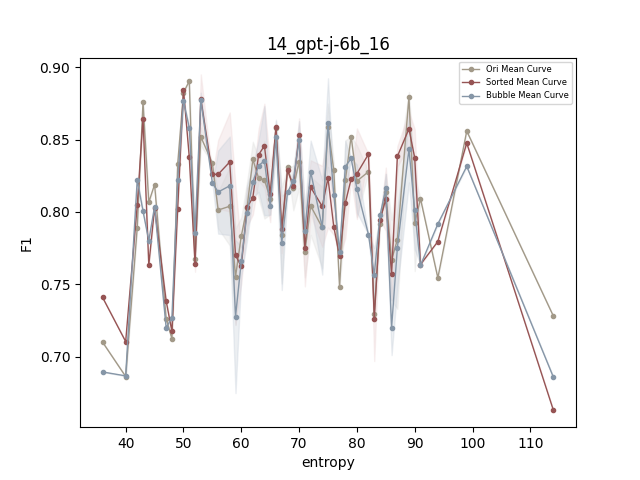 14_gpt-j-6b_16
Ori Mean Curve
Sorted Mean Curve
Bubble Mean Curve
0.90
0.85
0.80
0.75
0.70
F1
40 50 60 70 80 90 100 110
entropy